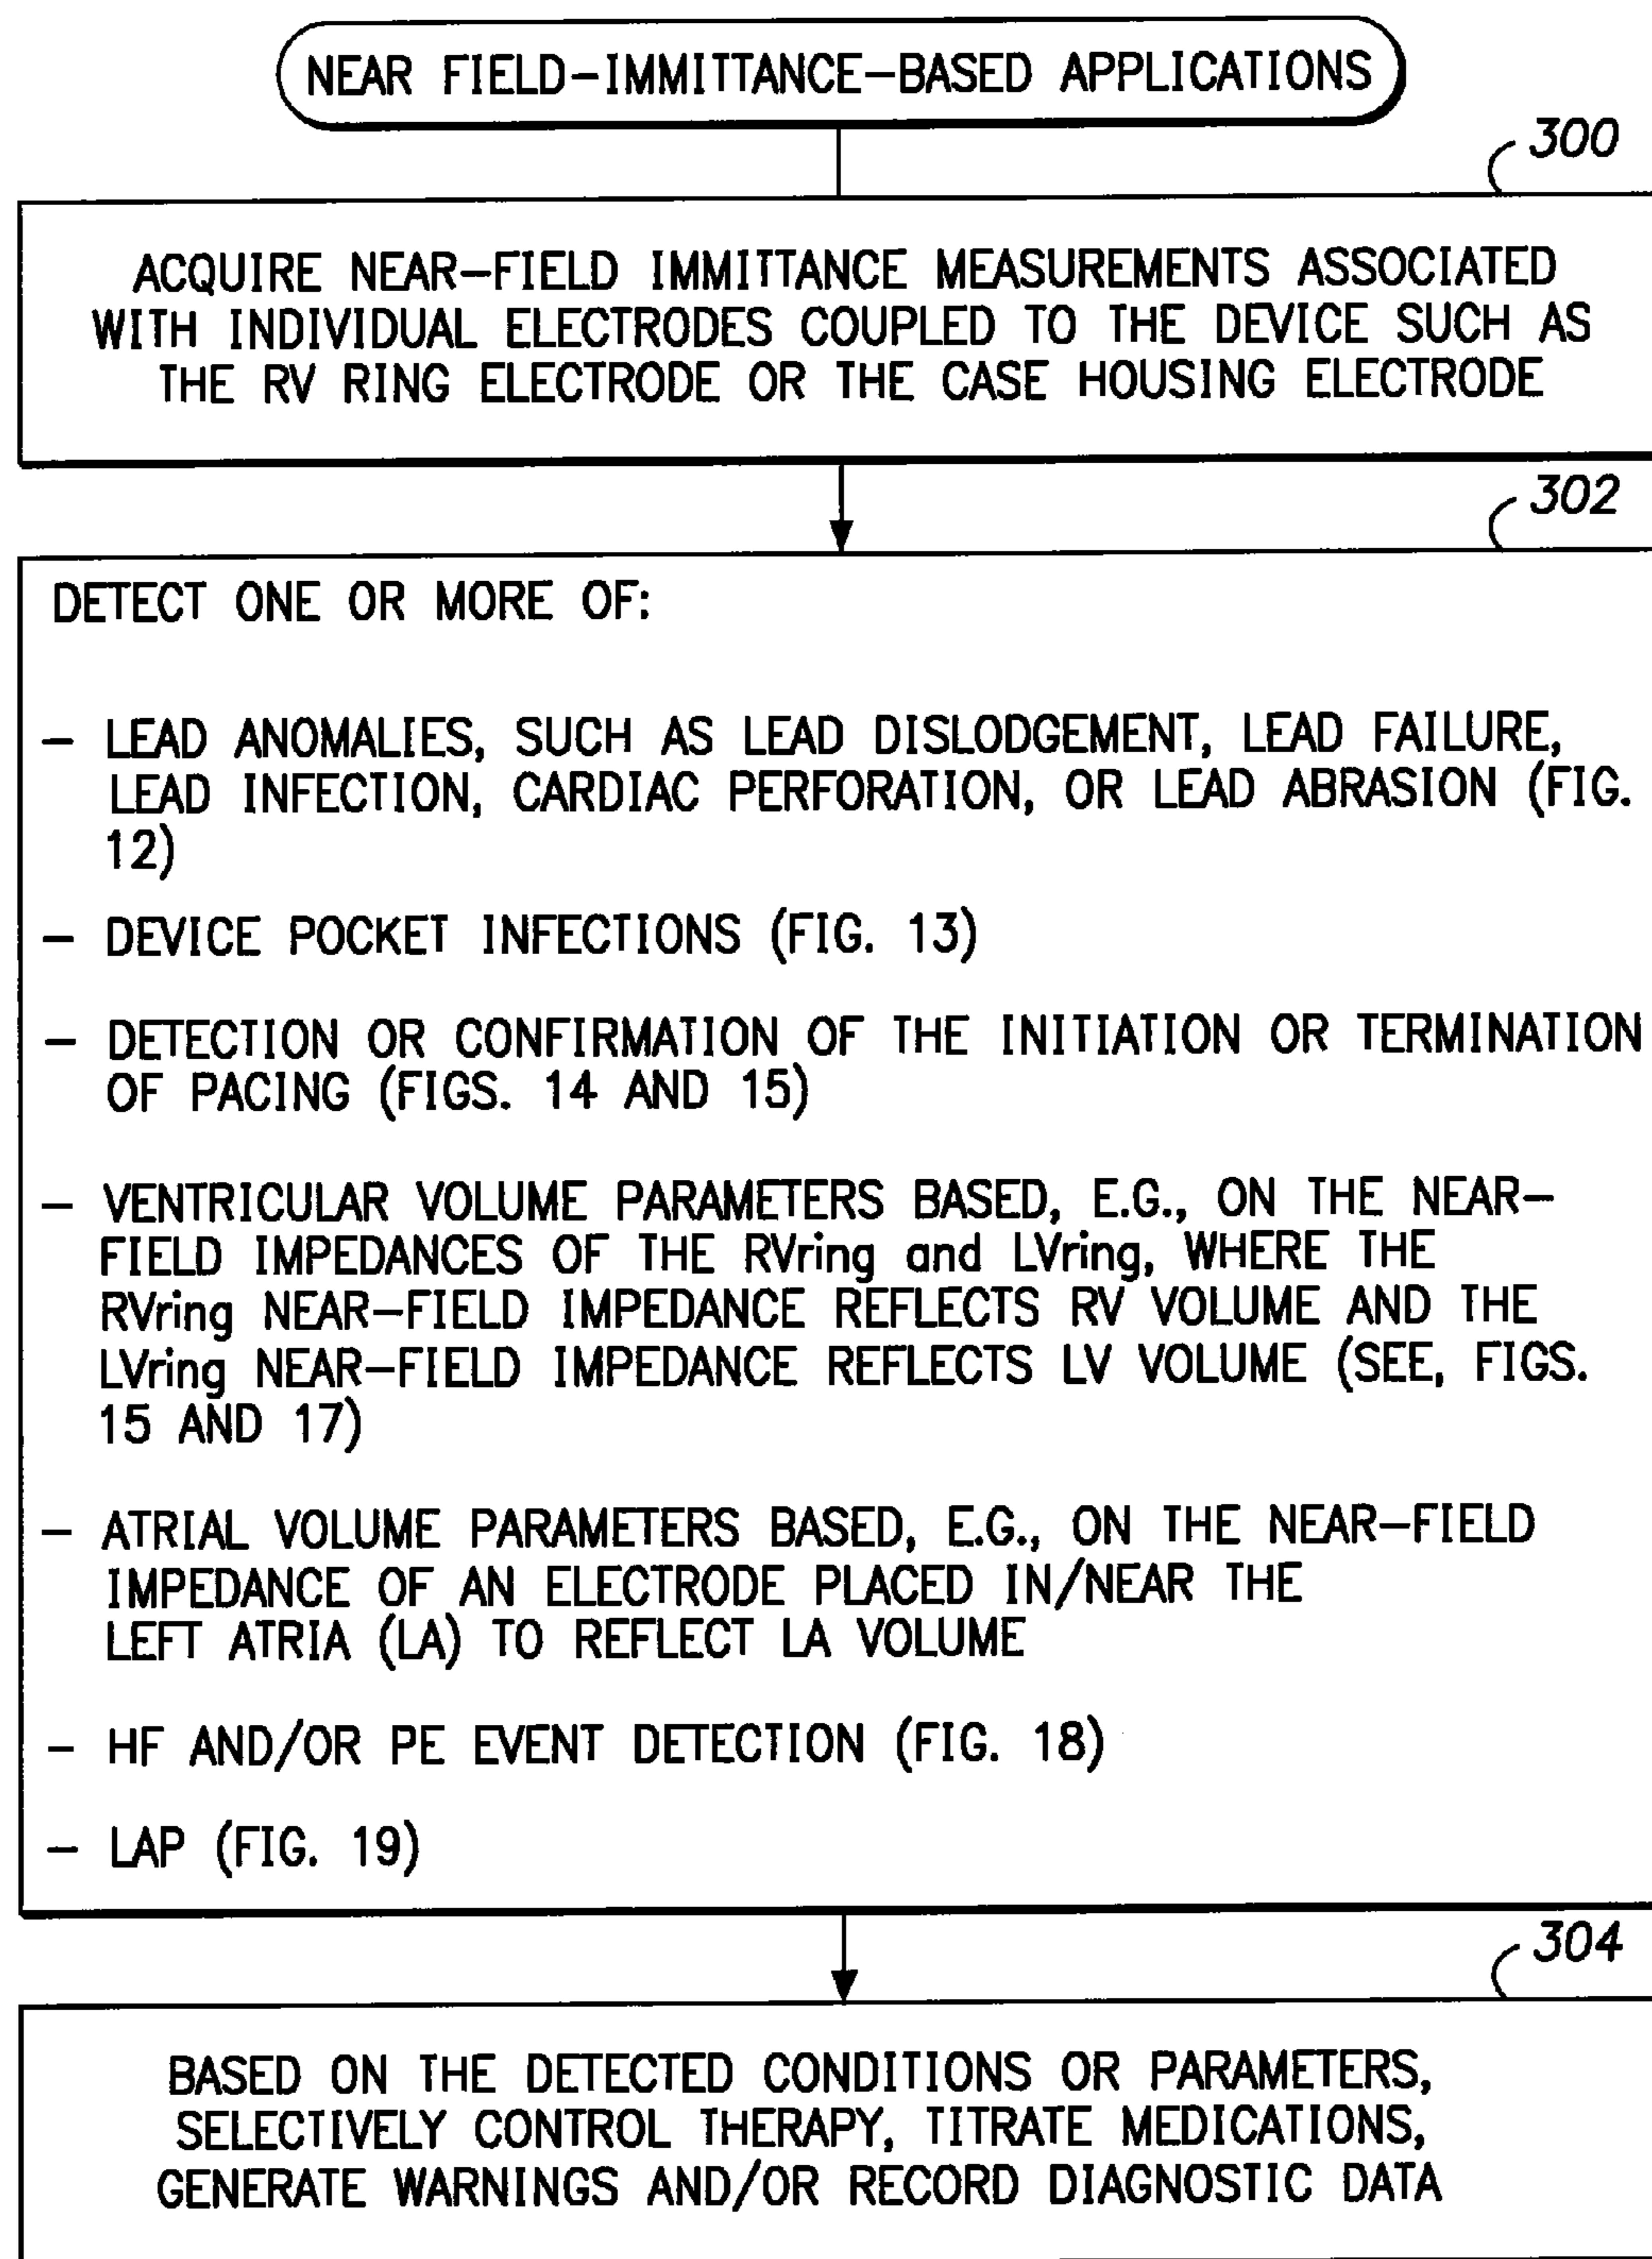 NEAR FIELD-IMMITTANCE-BASED APPLICATIONS
300
ACQUIRE NEAR-FIELD IMMITTANCE MEASUREMENTS ASSOCIATED
WITH INDIVIDUAL ELECTRODES COUPLED TO THE DEVICE SUCH AS
THE RV RING ELECTRODE OR THE CASE HOUSING ELECTRODE
302
DETECT ONE OR MORE OF:
- LEAD ANOMALIES, SUCH AS LEAD DISLODGEMENT, LEAD FAILURE,
LEAD INFECTION, CARDIAC PERFORATION, OR LEAD ABRASION (FIG.
12)
- DEVICE POCKET INFECTIONS (FIG. 13)
- DETECTION OR CONFIRMATION OF THE INITIATION OR TERMINATION
OF PACING (FIGS. 14 AND 15)
- VENTRICULAR VOLUME PARAMETERS BASED, E.G., ON THE NEAR-
FIELD IMPEDANCES OF THE RVring and LVring, WHERE THE
RVring NEAR-FIELD IMPEDANCE REFLECTS RV VOLUME AND THE
LVring NEAR-FIELD IMPEDANCE REFLECTS LV VOLUME (SEE, FIGS.
15 AND 17)
- ATRIAL VOLUME PARAMETERS BASED, E.G., ON THE NEAR-FIELD
IMPEDANCE OF AN ELECTRODE PLACED IN/NEAR THE
LEFT ATRIA (LA) TO REFLECT LA VOLUME
- HF AND/OR PE EVENT DETECTION (FIG. 18)
- LAP (FIG. 19)
304
BASED ON THE DETECTED CONDITIONS OR PARAMETERS,
SELECTIVELY CONTROL THERAPY, TITRATE MEDICATIONS,
GENERATE WARNINGS AND/OR RECORD DIAGNOSTIC DATA